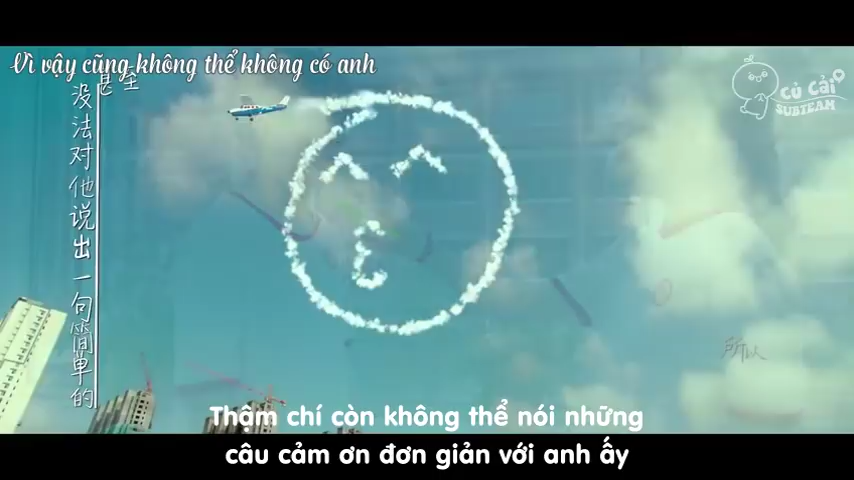 Vì vậy cũng không thể không có anh
CỦ CẢI
SUBTEAM
甚至
没法对他说出一句简單的
所以
Thậm chí còn không thể nói những
câu cảm ơn đơn giản với anh ấy